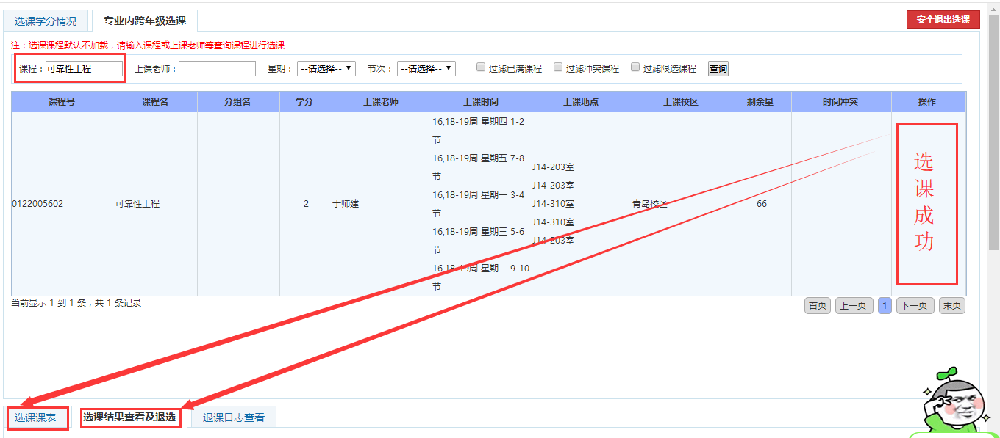 选课学分情况 专业内跨年级选课 安全退出选课
注：选课课程默认不加载，请输入课程或上课老师等查询课程进行选课
课程：可靠性工程 上课老师： 星期： --请选择-- 节次： --请选择-- 过滤已满课程 过滤冲突课程 过滤限选课程 查询
课程号 课程名 分组名 学分 上课老师 上课时间 上课地点 上课校区 剩余量 时间冲突 操作
0122005602 可靠性工程 2 于师建
16,18-19周 星期四 1-2
节
16,18-19周 星期五 7-8
节
16,18-19周 星期一 3-4
节
16,18-19周 星期三 5-6
节
16,18-19周 星期二 9-10
节
J14-203室
J14-203室
J14-310室
J14-310室
J14-203室
青岛校区 66
选
课
成
功
当前显示 1 到 1 条，共 1 条记录 首页 上一页 1 下一页 末页
选课课表 选课结果查看及退选 退课日志查看